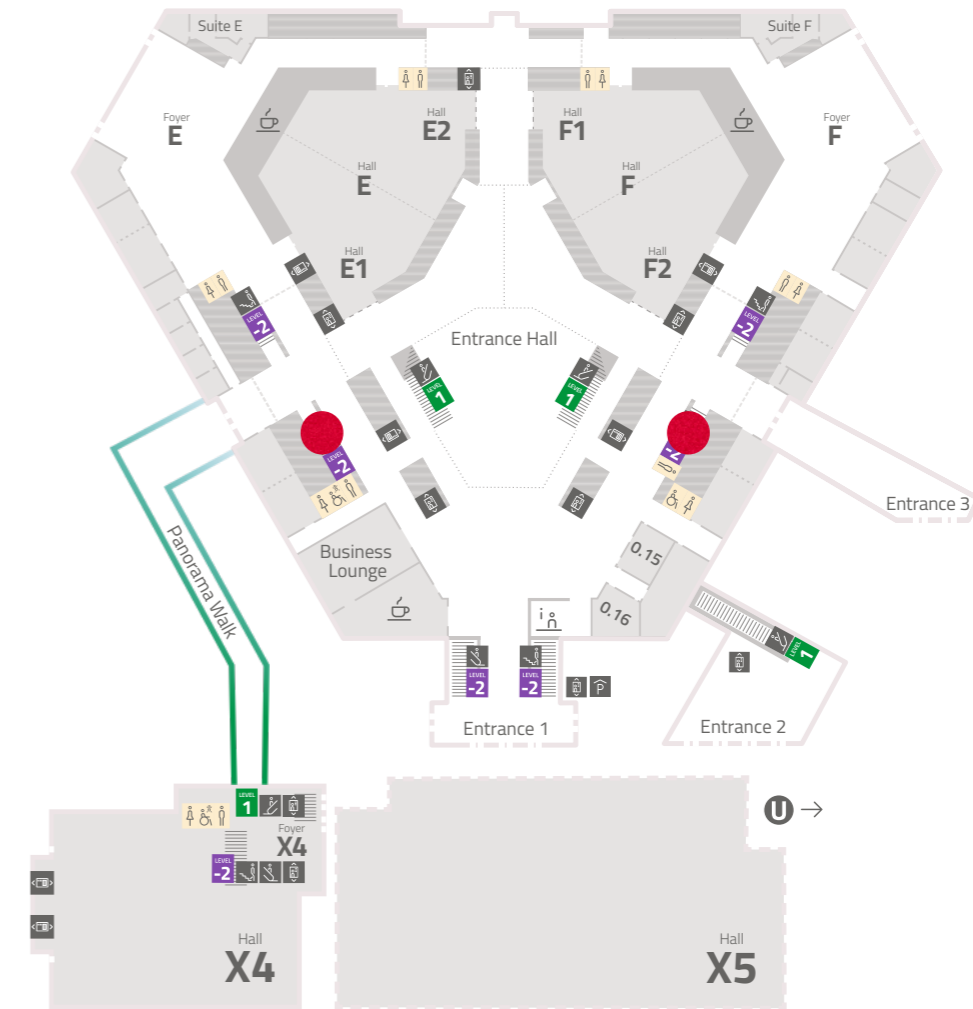 Suite E
Suite F
Foyer
E
Hall
E2
Hall
F1
Foyer
F
Hall
E
Hall
F
Hall
E1
Hall
F2
LEVEL
-2
LEVEL
-2
Entrance Hall
LEVEL
1
LEVEL
1
LEVEL
-2
-2
Entrance 3
Panorama Walk
Business
Lounge
0.15
0.16
i
LEVEL
1
LEVEL
-2
LEVEL
-2
P
Entrance 1
Entrance 2
LEVEL
1
U
Foyer
X4
LEVEL
-2
Hall
X4
Hall
X5